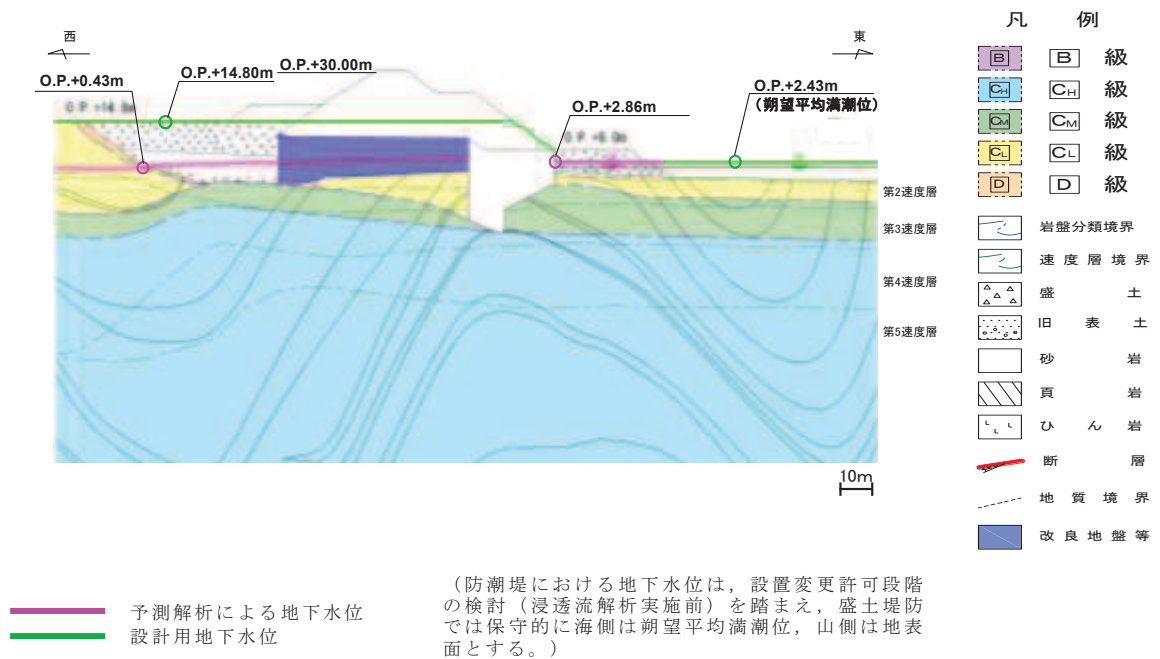 西
東
O.P.+0.43m
O.P.+14.80m
O.P.+30.00m
O.P.+2.86m
O.P.+2.43m
(朔望平均満潮位)
第2速度層
第3速度層
第4速度層
第5速度層
10m
凡 例
B B 級
CH CH 級
CM CM 級
CL CL 級
D D 級
岩盤分類境界
速度層境界
盛土
旧表土
砂岩
頁岩
ひん岩
断層
地質境界
改良地盤等
予測解析による地下水位
設計用地下水位
(防潮堤における地下水位は,設置変更許可段階
の検討(浸透流解析実施前)を踏まえ,盛土堤防
では保守的に海側は朔望平均満潮位,山側は地表
面とする。)